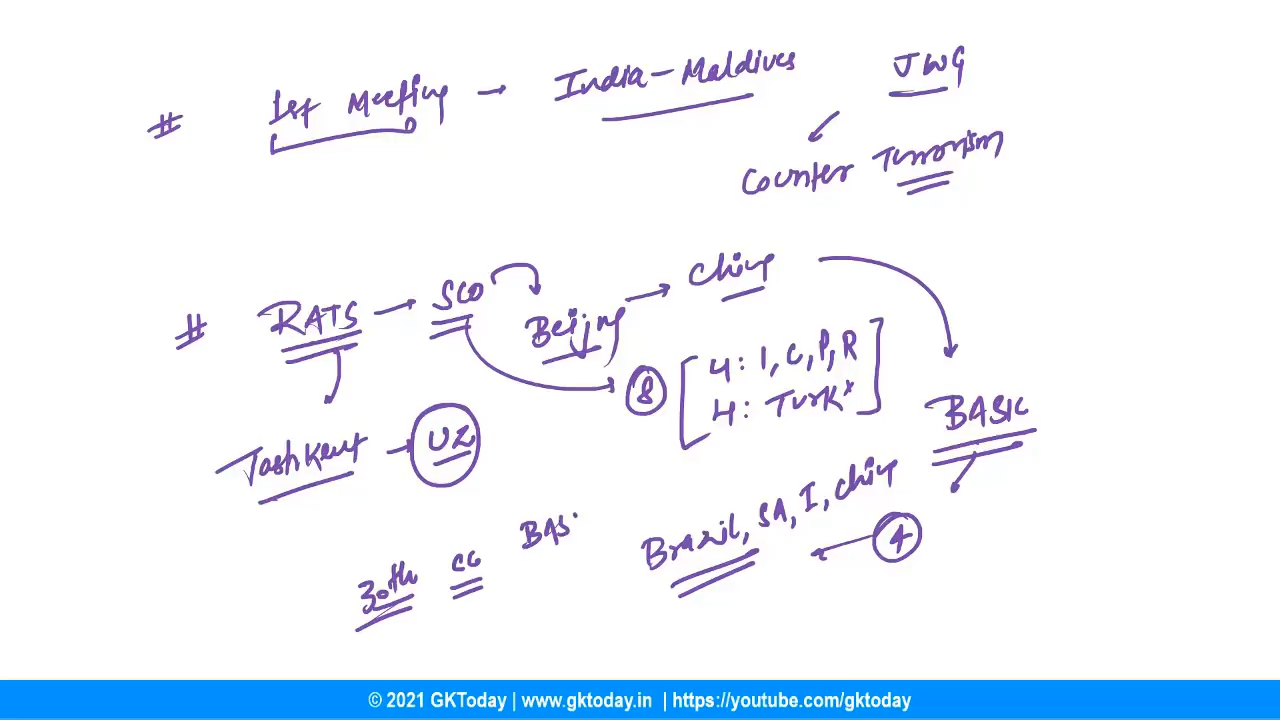 # 1st Meeting → India-Maldives JWG
Counter Terrorism
# RATS → SCO Beijing → China
8 4: I, C, P, R
4: Turk*
BASIC
Tashkent → UZ
Brazil, SA, I, China
4
30th CC BAS
© 2021 GKToday | www.gktoday.in | https://youtube.com/gktoday